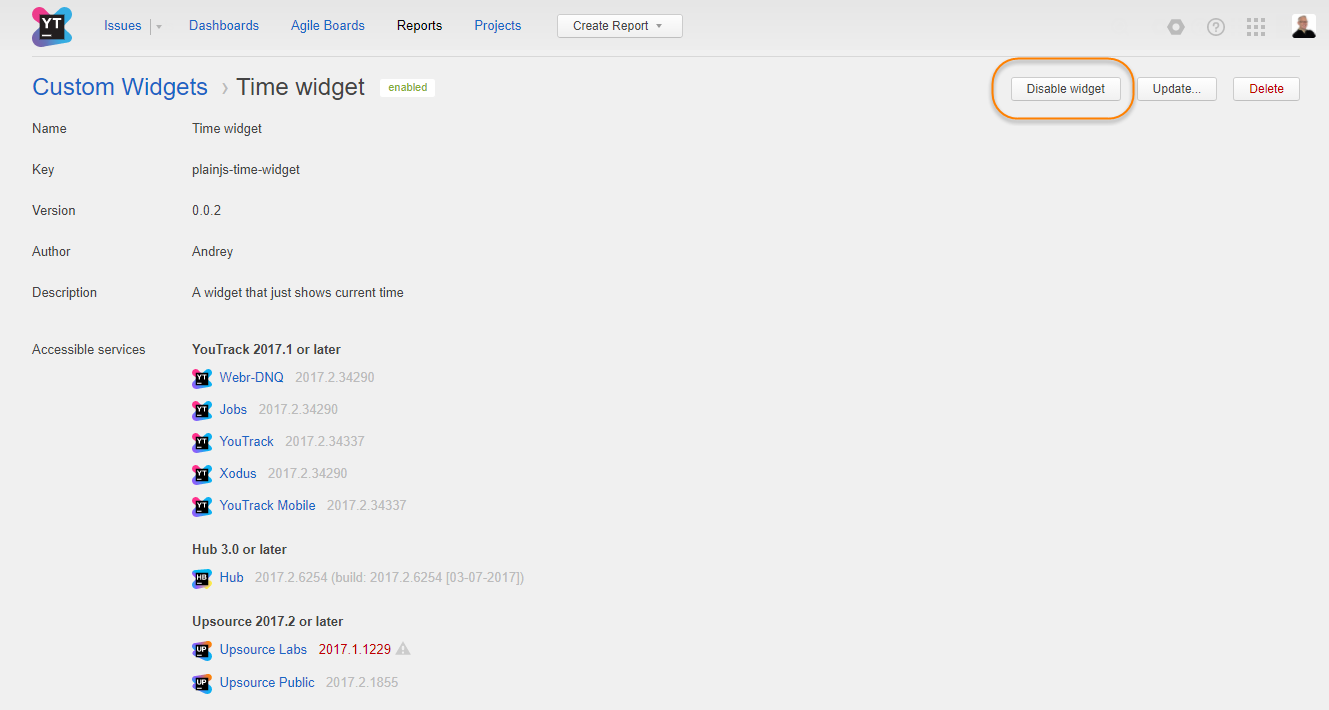 YT Issues Dashboards Agile Boards Reports Projects Create Report
Custom Widgets › Time widget enabled Disable widget Update... Delete
Name Time widget
Key plainjs-time-widget
Version 0.0.2
Author Andrey
Description A widget that just shows current time
Accessible services YouTrack 2017.1 or later
YT Webr-DNQ 2017.2.34290
YT Jobs 2017.2.34290
YT YouTrack 2017.2.34337
YT Xodus 2017.2.34290
YT YouTrack Mobile 2017.2.34337
Hub 3.0 or later
HB Hub 2017.2.6254 (build: 2017.2.6254 [03-07-2017])
Upsource 2017.2 or later
UP Upsource Labs 2017.1.1229
UP Upsource Public 2017.2.1855